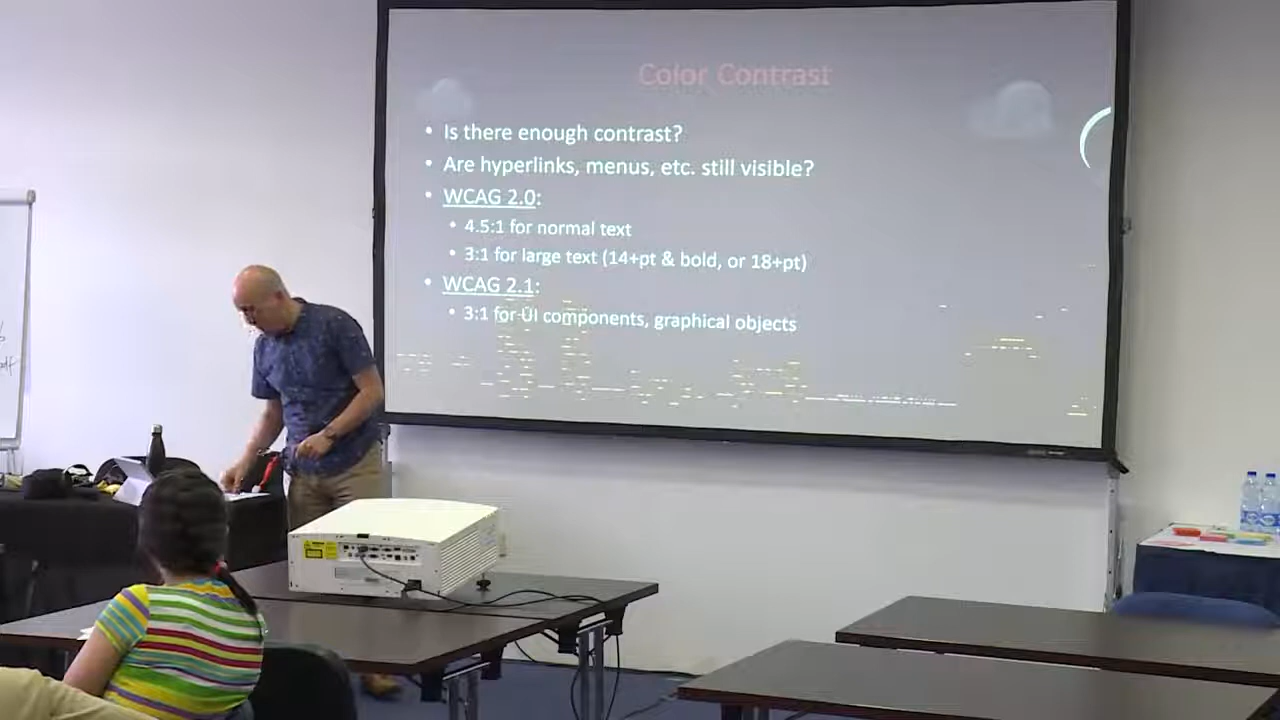 Color Contrast
• Is there enough contrast?
• Are hyperlinks, menus, etc. still visible?
• WCAG 2.0:
• 4.5:1 for normal text
• 3:1 for large text (14+pt & bold, or 18+pt)
• WCAG 2.1:
• 3:1 for UI components, graphical objects